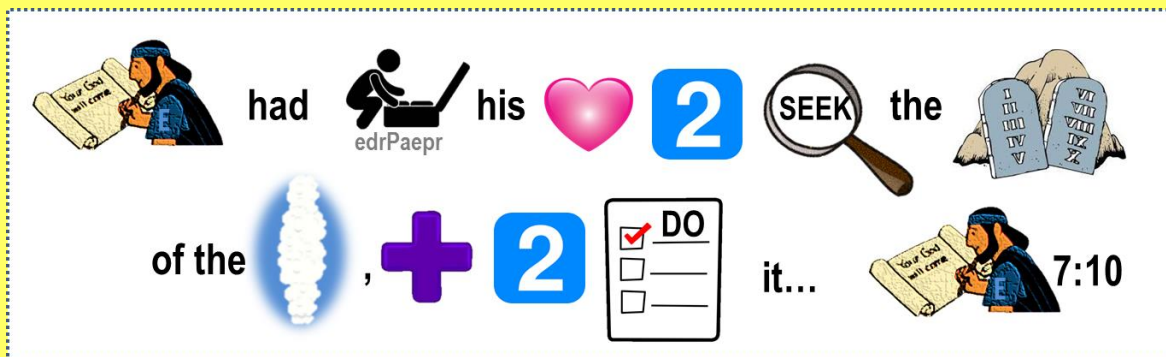 Your God will come E had edrPaepr his 2 SEEK the I II III IV V VI VII VIII IX X
of the , 2 DO it... Your God will come E 7:10